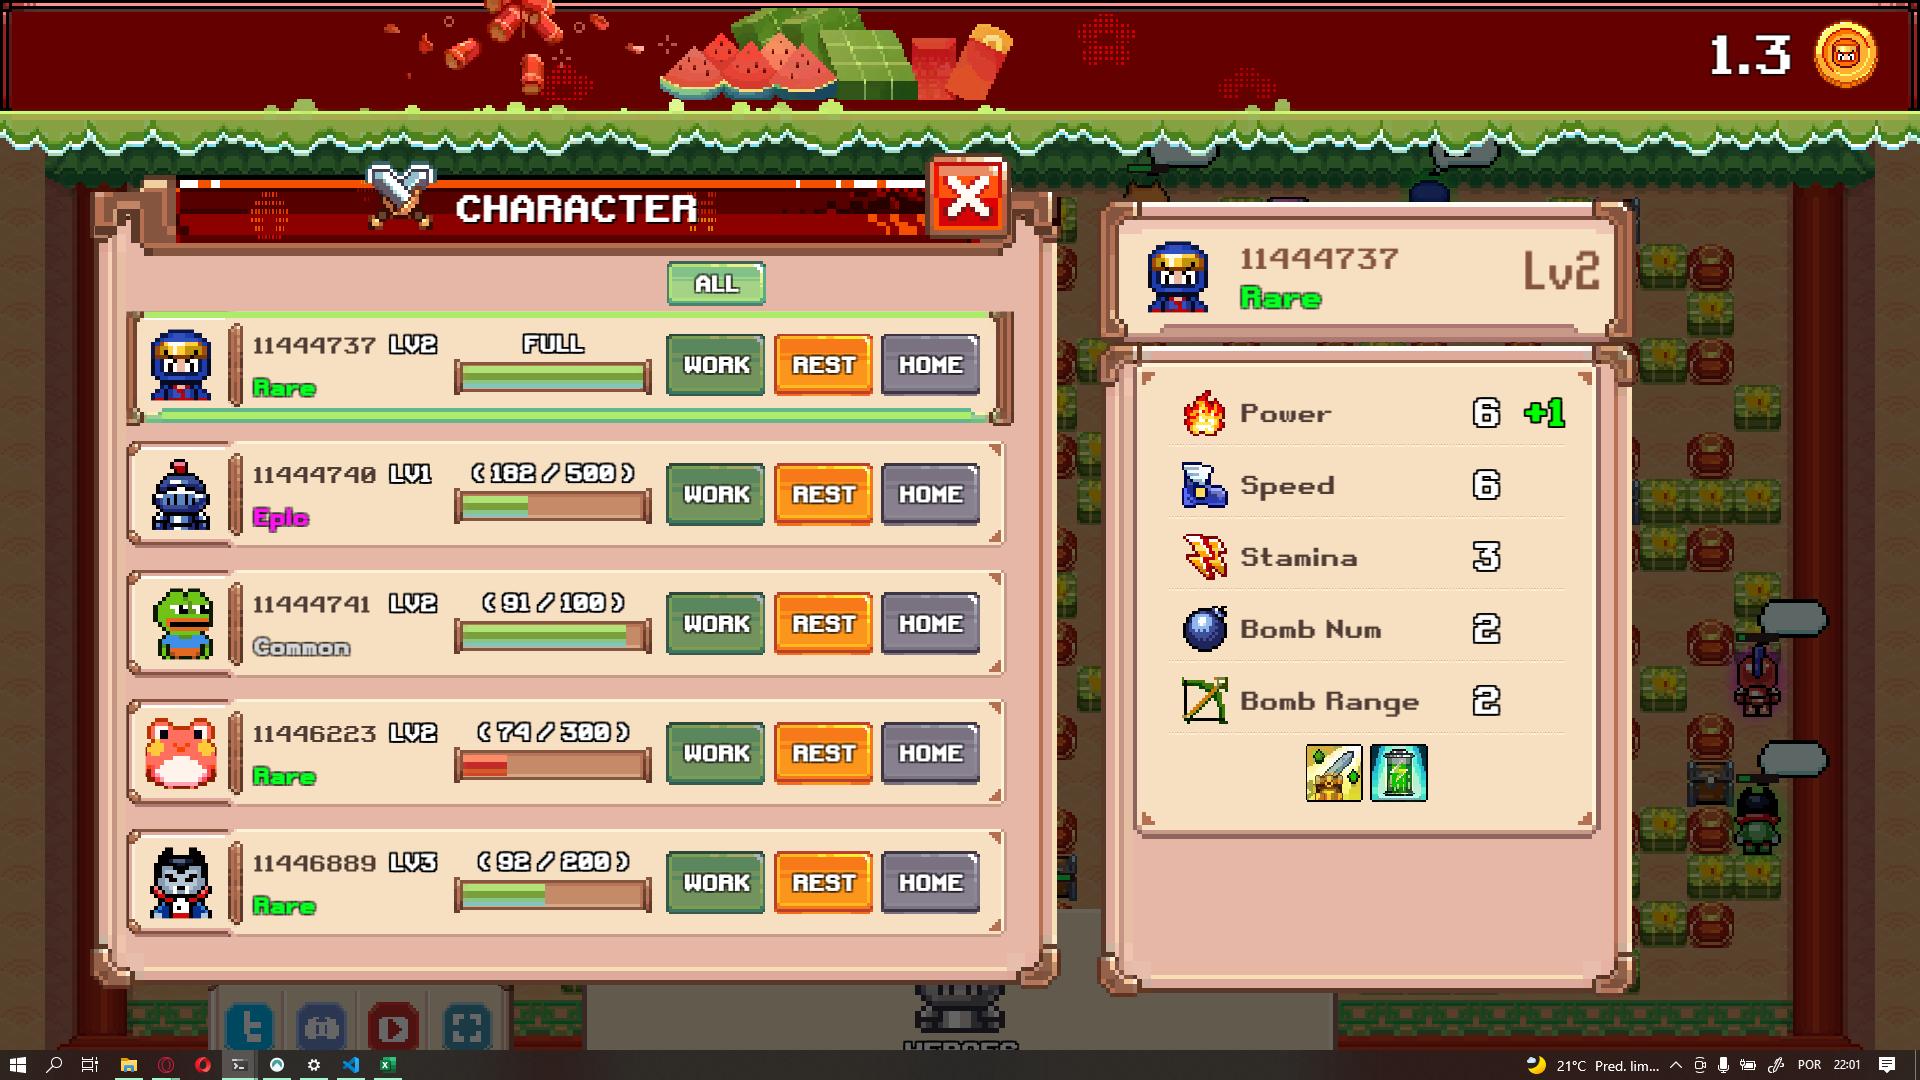 1.3
CHARACTER
ALL
11444737 LV2 FULL WORK REST HOME
Rare
11444740 LV1 (182 / 500) WORK REST HOME
Epic
11444741 LV2 (91 / 100) WORK REST HOME
Common
11446223 LV2 (74 / 300) WORK REST HOME
Rare
11446889 LV3 (92 / 200) WORK REST HOME
Rare
11444737 Lv2
Rare
Power 6 +1
Speed 6
Stamina 3
Bomb Num 2
Bomb Range 2
HEROES
21°C Pred. lim... POR 22:01